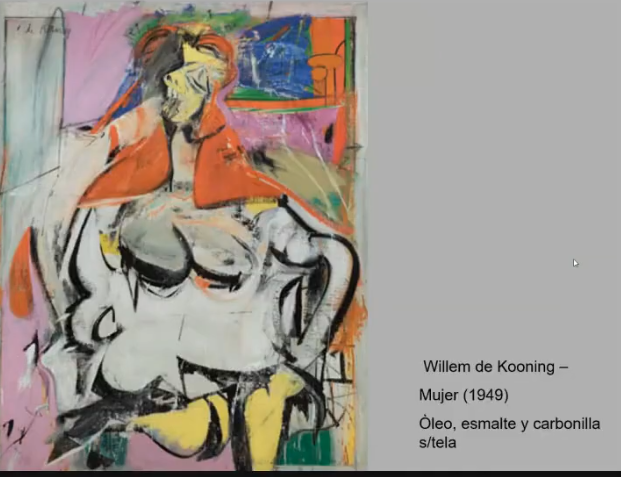 Willem de Kooning –
Mujer (1949)
Òleo, esmalte y carbonilla
s/tela